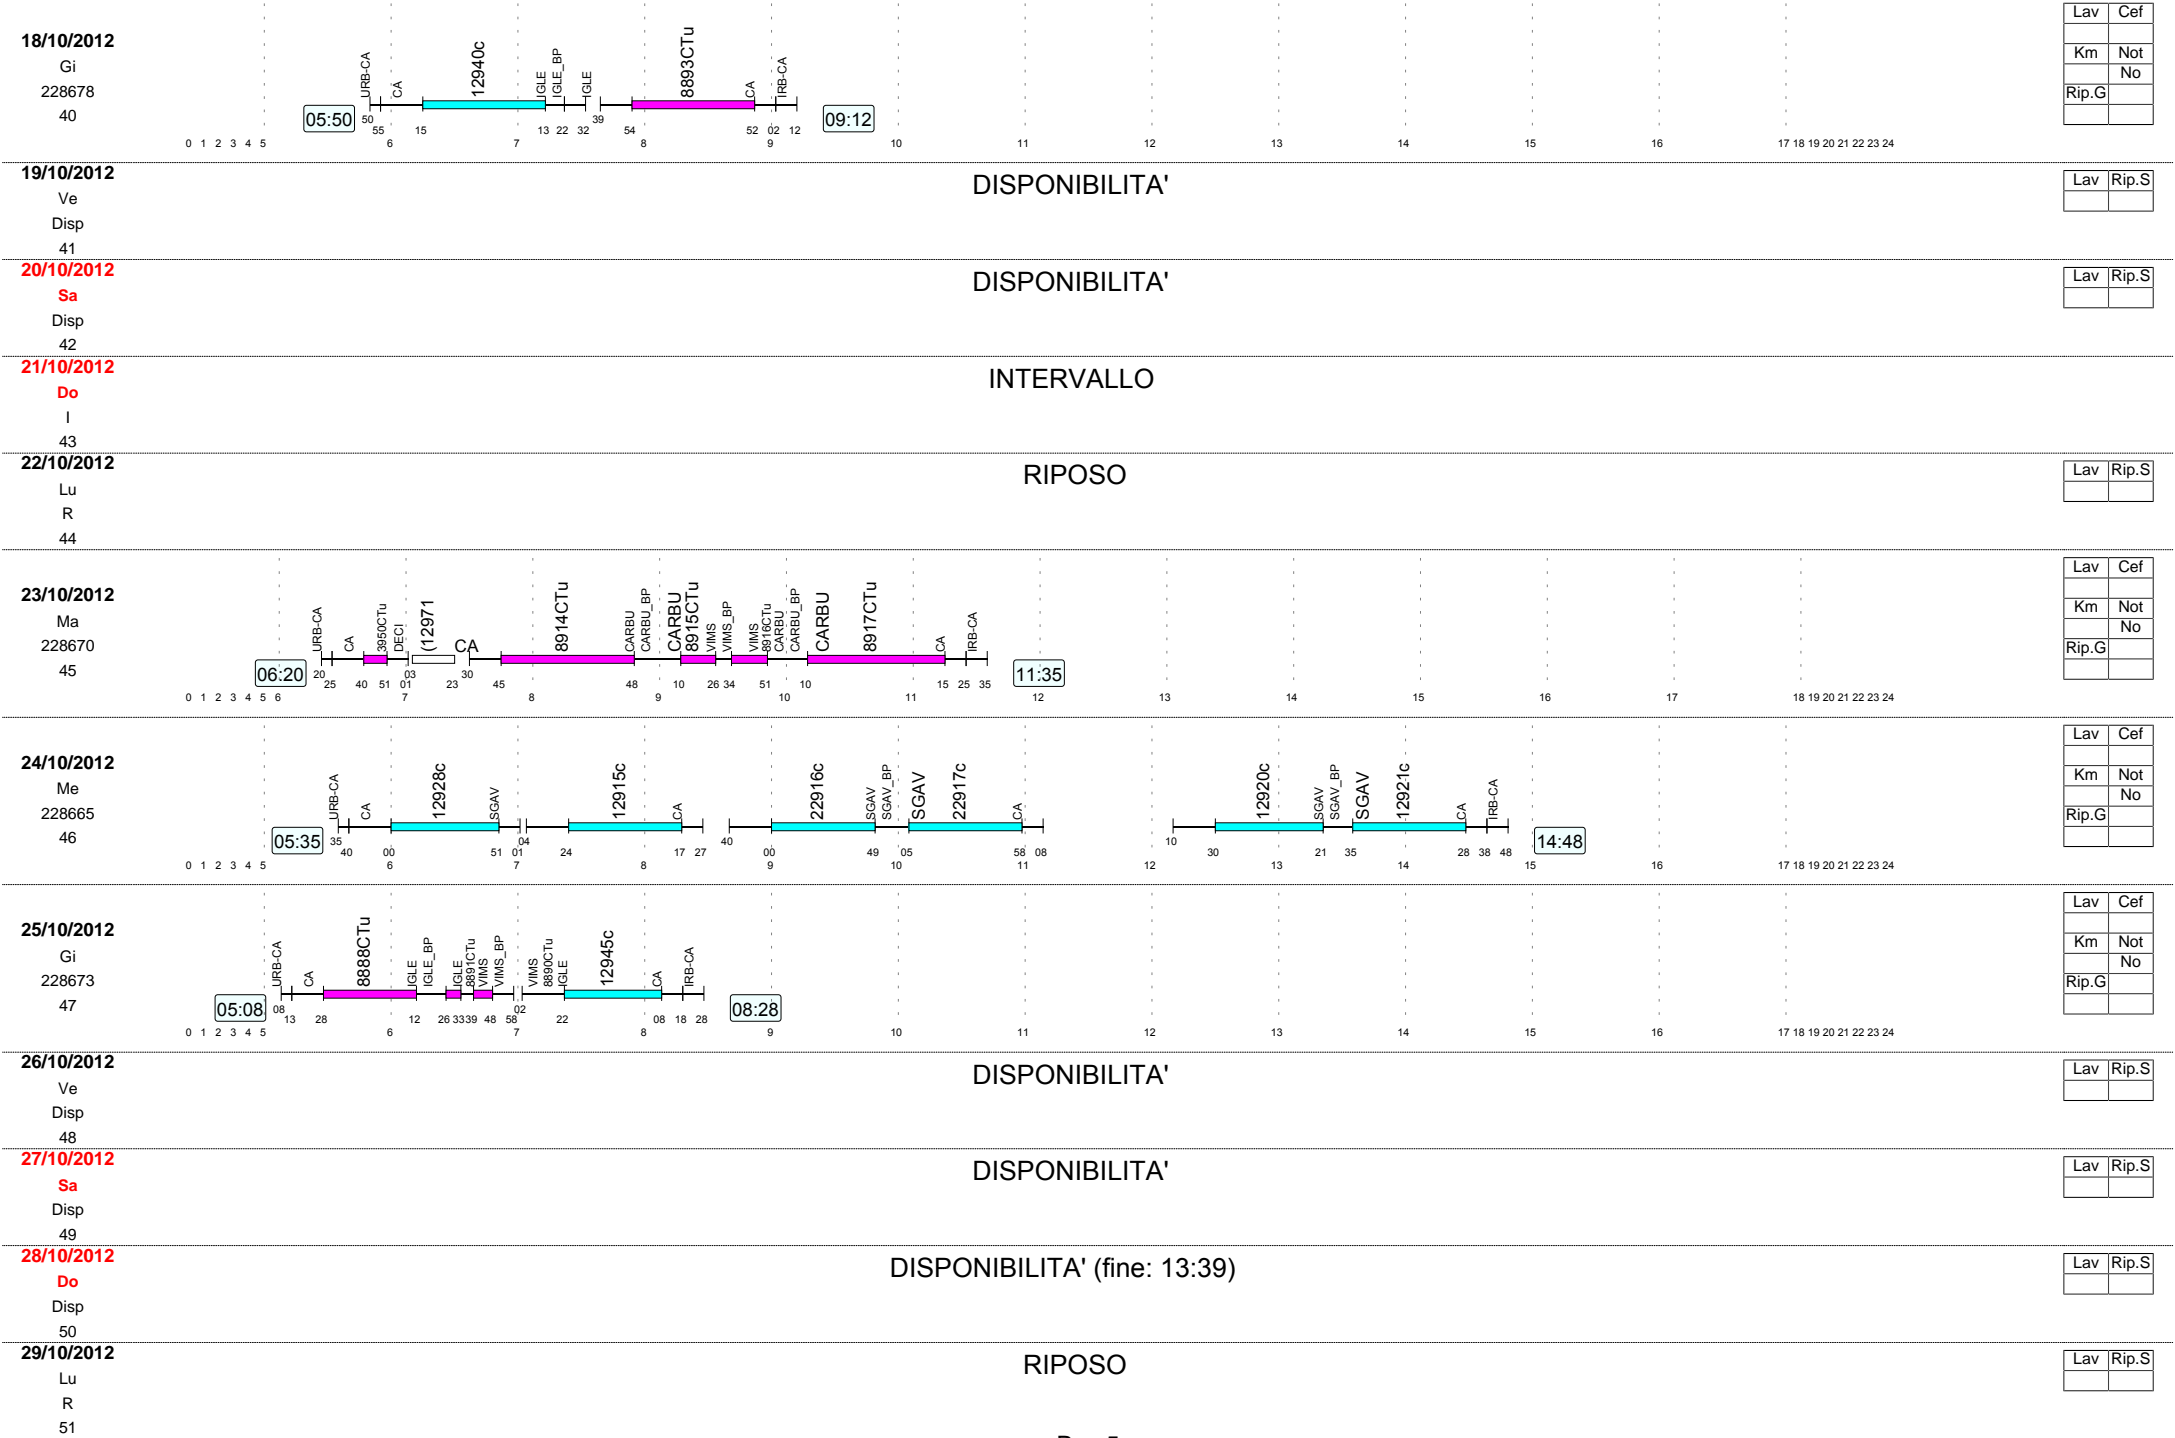 18/10/2012
Gi
228678
40
05:50
URB-CA
CA
12940c
IGLE
IGLE_BP
IGLE
8893CTu
CA
IRB-CA
09:12
50 55 15 13 22 32 39 54 52 02 12
0 1 2 3 4 5 6 7 8 9 10 11 12 13 14 15 16 17 18 19 20 21 22 23 24
Lav Cef
Km Not
No
Rip.G
19/10/2012
Ve
Disp
41
DISPONIBILITA'
Lav Rip.S
20/10/2012
Sa
Disp
42
DISPONIBILITA'
Lav Rip.S
21/10/2012
Do
I
43
INTERVALLO
22/10/2012
Lu
R
44
RIPOSO
Lav Rip.S
23/10/2012
Ma
228670
45
06:20
URB-CA
CA
3950CTu
DECI
(12971
CA
8914CTu
CARBU
CARBU_BP
CARBU
8915CTu
VIMS
VIMS_BP
VIMS
8916CTu
CARBU
CARBU_BP
CARBU
8917CTu
CA
IRB-CA
11:35
20 25 40 51 01 03 23 30 45 48 10 26 34 51 10 15 25 35
0 1 2 3 4 5 6 7 8 9 10 11 12 13 14 15 16 17 18 19 20 21 22 23 24
Lav Cef
Km Not
No
Rip.G
24/10/2012
Me
228665
46
05:35
URB-CA
CA
12928c
SGAV
12915c
CA
22916c
SGAV
SGAV_BP
SGAV
22917c
CA
12920c
SGAV
SGAV_BP
SGAV
12921c
CA
IRB-CA
14:48
35 40 00 51 01 04 24 17 27 40 00 49 05 58 08 10 30 21 35 28 38 48
0 1 2 3 4 5 6 7 8 9 10 11 12 13 14 15 16 17 18 19 20 21 22 23 24
Lav Cef
Km Not
No
Rip.G
25/10/2012
Gi
228673
47
05:08
URB-CA
CA
8888CTu
IGLE
IGLE_BP
IGLE
8891CTu
VIMS
VIMS_BP
VIMS
8890CTu
IGLE
12945c
CA
IRB-CA
08:28
08 13 28 12 26 33 39 48 58 02 22 08 18 28
0 1 2 3 4 5 6 7 8 9 10 11 12 13 14 15 16 17 18 19 20 21 22 23 24
Lav Cef
Km Not
No
Rip.G
26/10/2012
Ve
Disp
48
DISPONIBILITA'
Lav Rip.S
27/10/2012
Sa
Disp
49
DISPONIBILITA'
Lav Rip.S
28/10/2012
Do
Disp
50
DISPONIBILITA' (fine: 13:39)
Lav Rip.S
29/10/2012
Lu
R
51
RIPOSO
Lav Rip.S